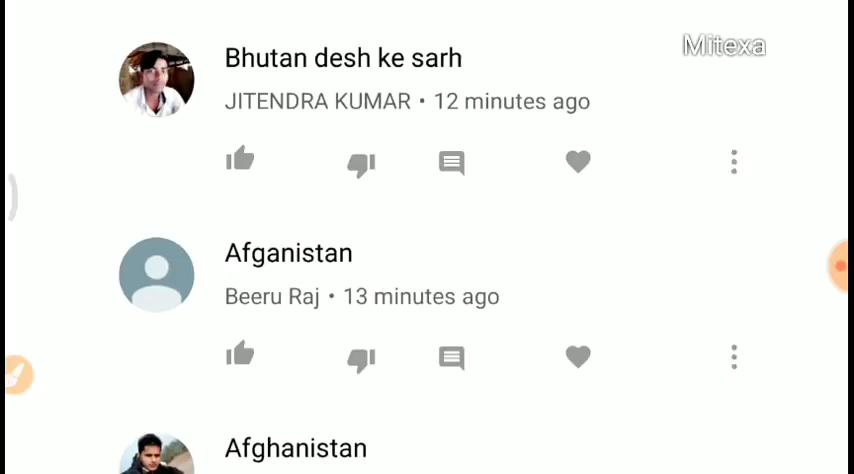 Mitexa
Bhutan desh ke sarh
JITENDRA KUMAR • 12 minutes ago
Afganistan
Beeru Raj • 13 minutes ago
Afghanistan